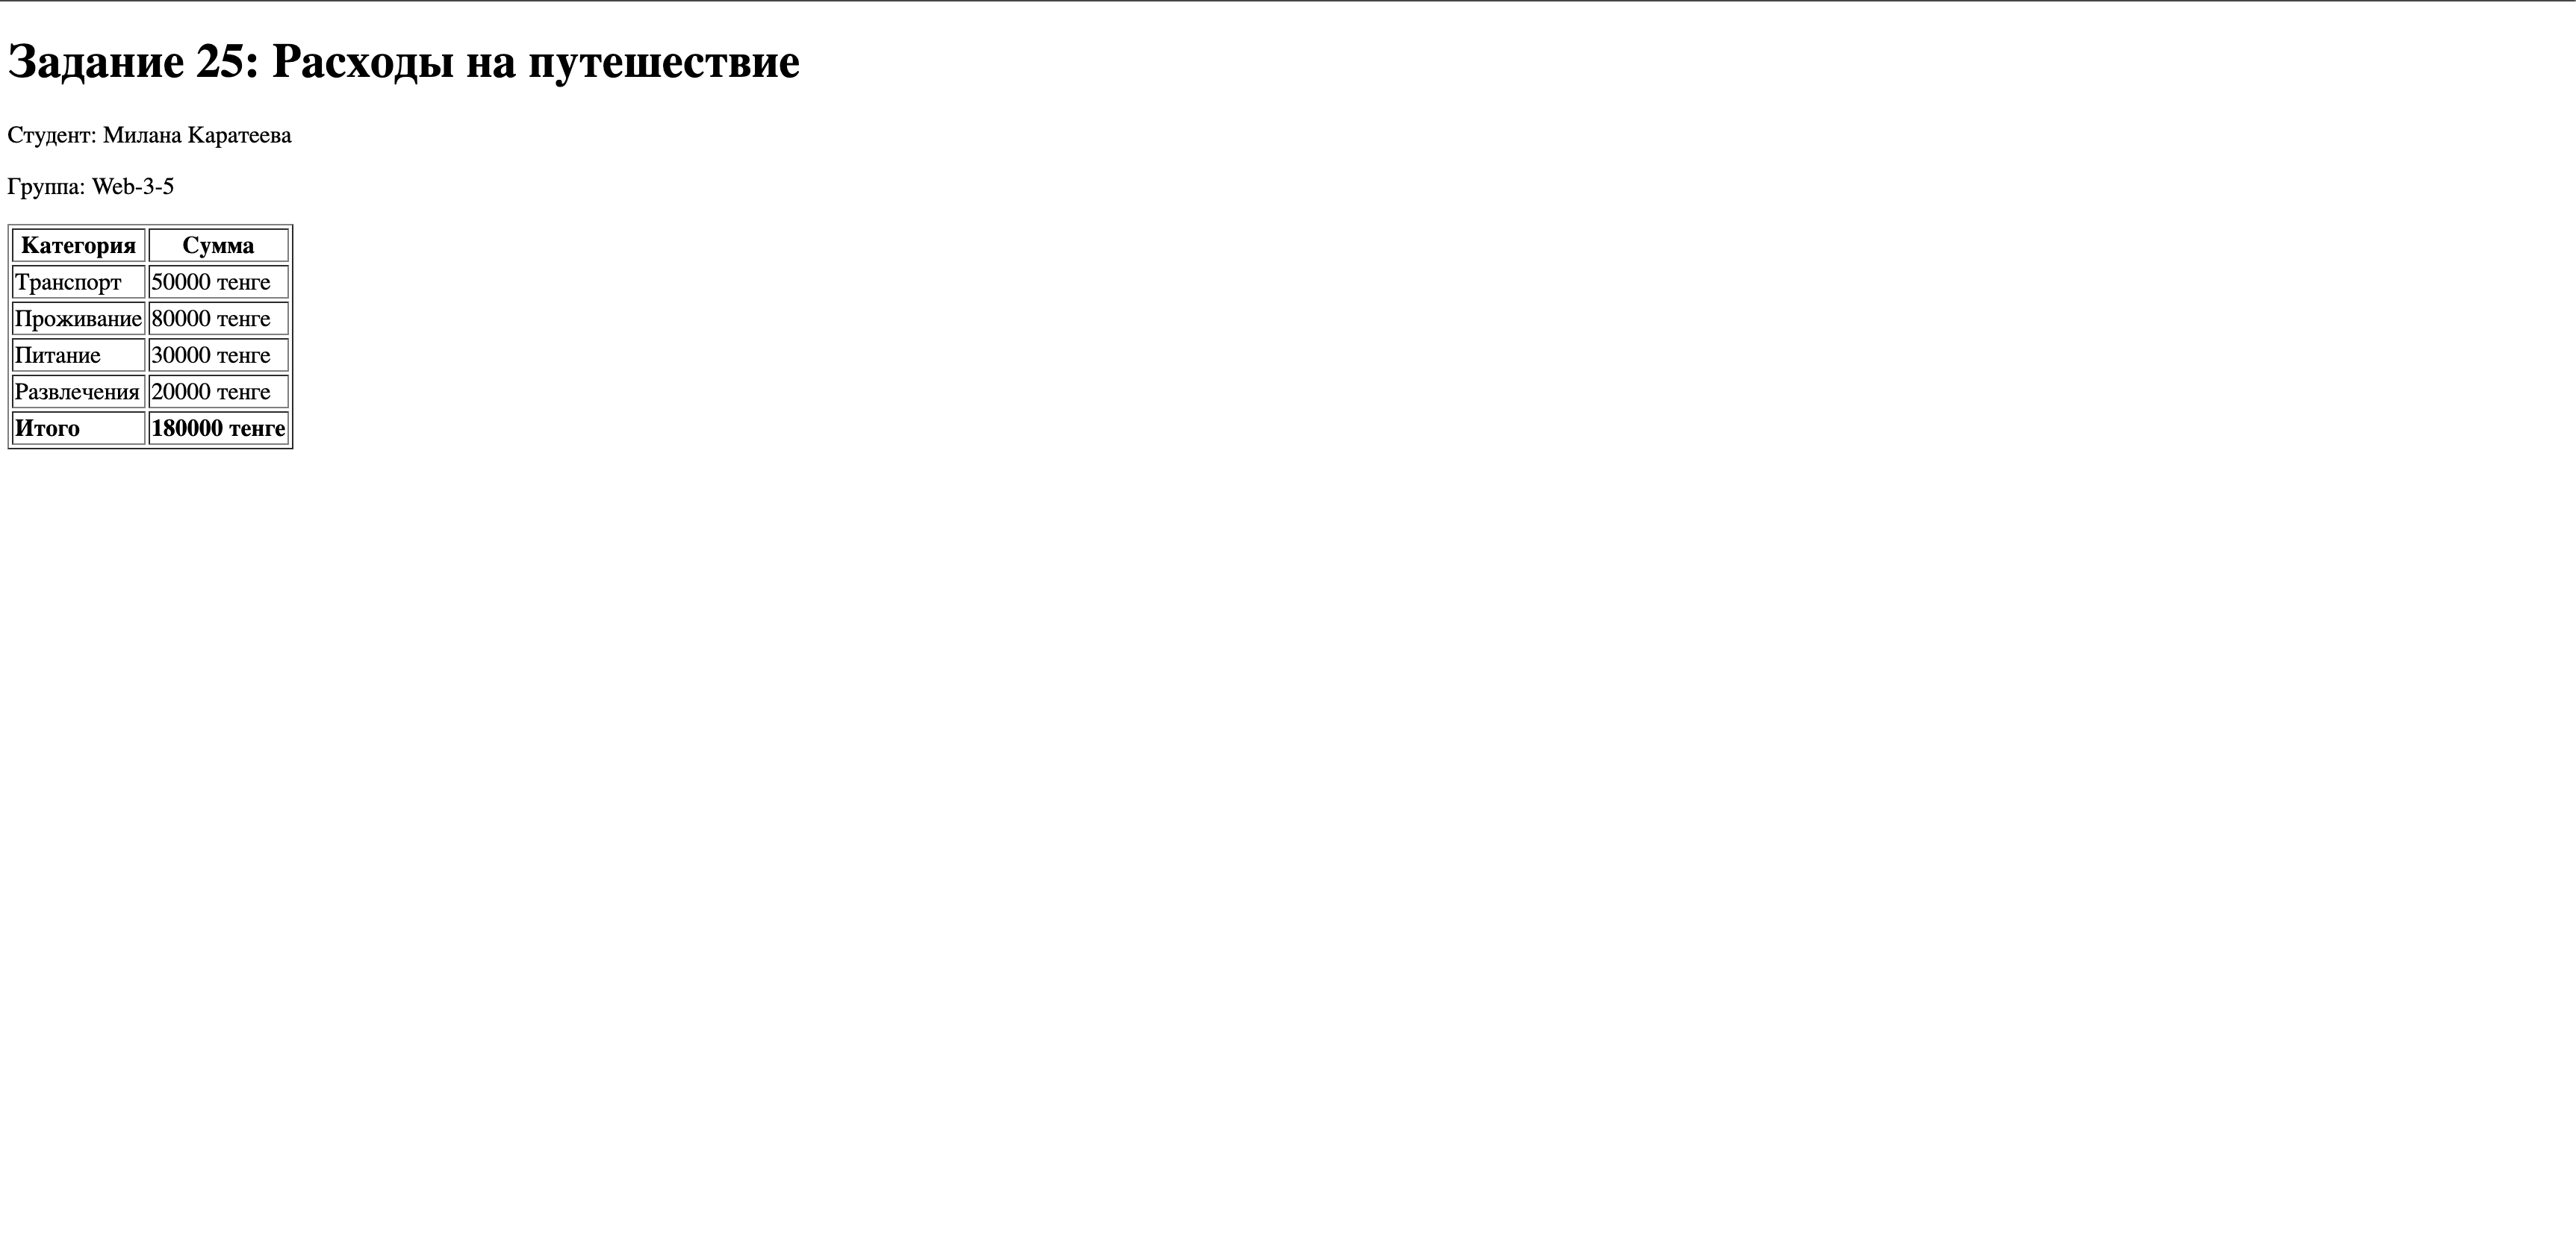 Задание 25: Расходы на путешествие
Студент: Милана Каратеева
Группа: Web-3-5
Категория Сумма
Транспорт 50000 тенге
Проживание 80000 тенге
Питание 30000 тенге
Развлечения 20000 тенге
Итого 180000 тенге